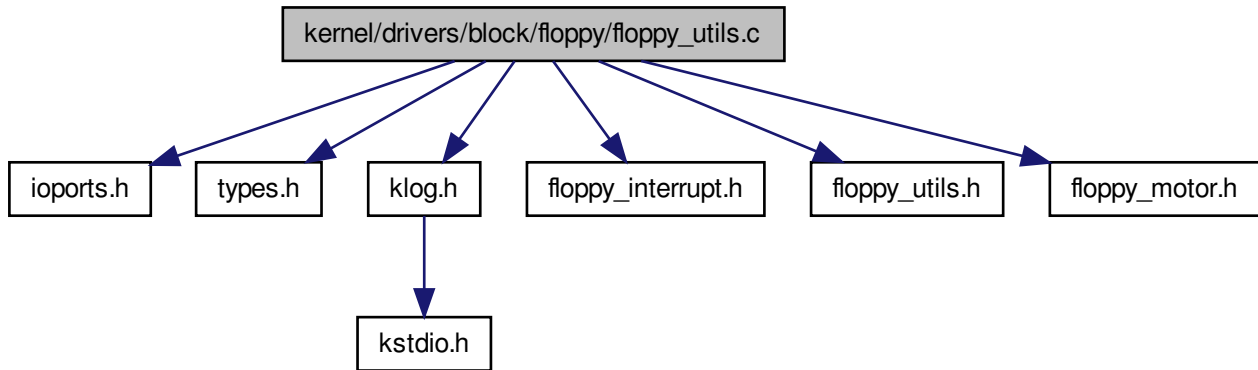 kernel/drivers/block/floppy/floppy_utils.c
ioports.h
types.h
klog.h
floppy_interrupt.h
floppy_utils.h
floppy_motor.h
kstdio.h